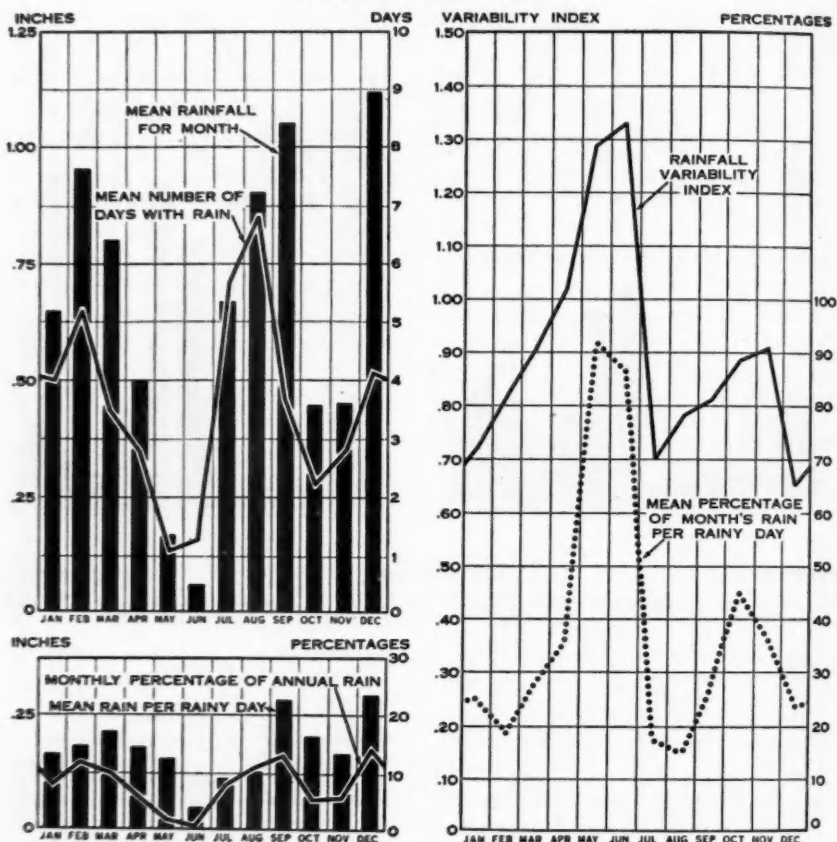 INCHES DAYS
1.25 10
9
MEAN RAINFALL
FOR MONTH
1.00 8
MEAN NUMBER OF
DAYS WITH RAIN
7
.75 6
5
.50 4
3
.25 2
1
0 0
JAN FEB MAR APR MAY JUN JUL AUG SEP OCT NOV DEC
INCHES PERCENTAGES
30
MONTHLY PERCENTAGE OF ANNUAL RAIN
MEAN RAIN PER RAINY DAY
.25 20
10
0 0
JAN FEB MAR APR MAY JUN JUL AUG SEP OCT NOV DEC
VARIABILITY INDEX PERCENTAGES
1.50
1.40
1.30
RAINFALL
VARIABILITY
INDEX
1.20
1.10
1.00 100
.90 90
.80 80
.70 70
MEAN PERCENTAGE
OF MONTH'S RAIN
PER RAINY DAY
.60 60
.50 50
.40 40
.30 30
.20 20
.10 10
0 0
JAN FEB MAR APR MAY JUN JUL AUG SEP OCT NOV DEC